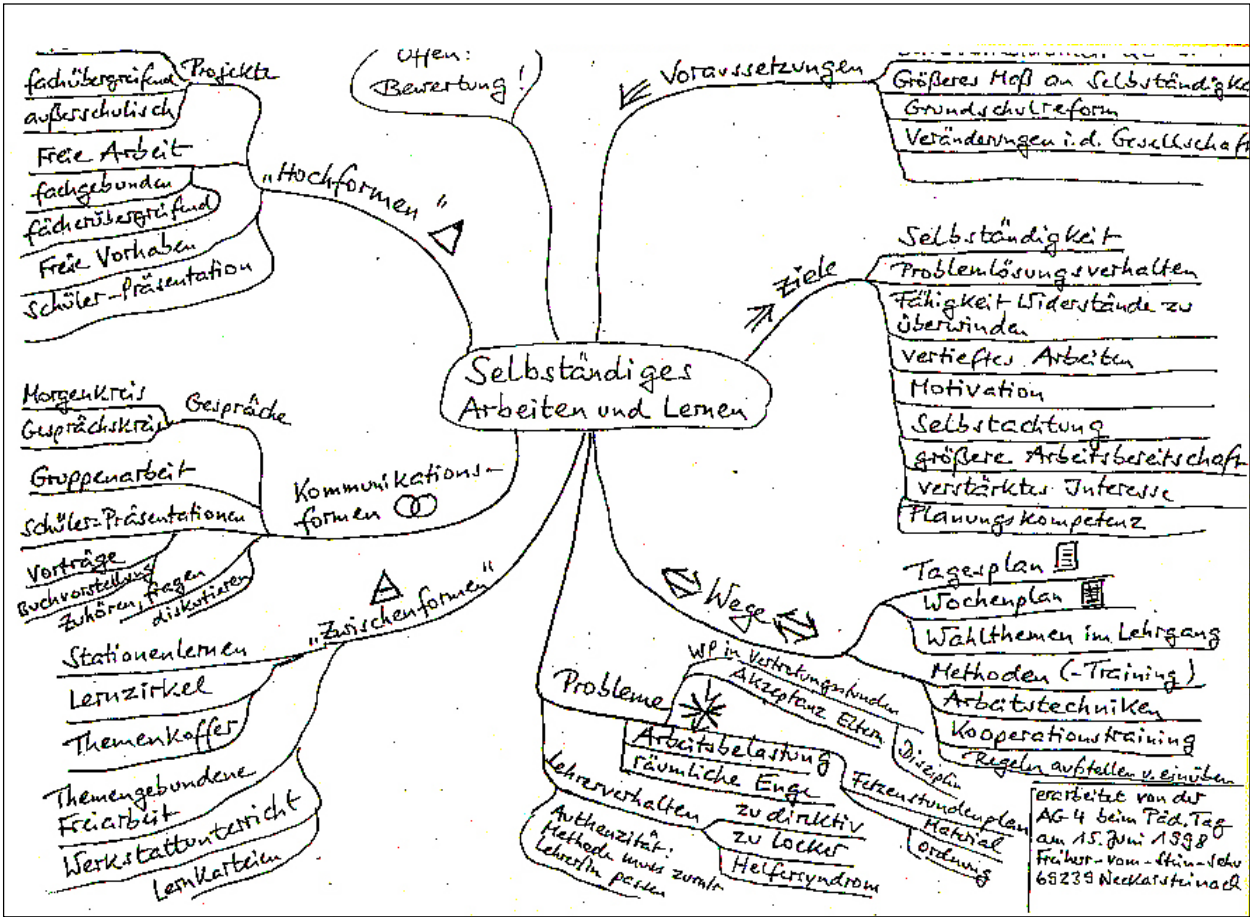 Selbständiges
Arbeiten und Lernen
Offen:
Bewertung!
Voraussetzungen
Größeres Maß an Selbständigke
Grundschulreform
Veränderungen i.d. Gesellschaft
Ziele
Selbständigkeit
Problemlösungsverhalten
Fähigkeit Widerstände zu
überwinden
vertieftes Arbeiten
Motivation
Selbstachtung
größere Arbeitsbereitschaft
verstärktes Interesse
Planungskompetenz
Wege
Tagesplan
Wochenplan
Wahlthemen im Lehrgang
Methoden (-Training)
Arbeitstechniken
Kooperationstraining
Regeln aufstellen u. einüben
Probleme
WP in Vertretungsstunden
Akzeptanz Eltern
Disziplin
Arbeitsbelastung
räumliche Enge
Fetzenstundenplan
Material
Ordnung
Lehrerverhalten
zu direktiv
zu locker
Helfersyndrom
Authenzität:
Methode muss zum/r
Lehrer/in passen
„Zwischenformen"
Stationenlernen
Lernzirkel
Themenkoffer
Themengebundene
Freiarbeit
Werkstattunterricht
Lernkarteien
Kommunikations-
formen
Gespräche
Morgenkreis
Gesprächskreis
Gruppenarbeit
Schüler-Präsentationen
Vorträge
Buchvorstellung
Zuhören, fragen
diskutieren
„Hochformen"
Projekte
fachübergreifend
außerschulisch
Freie Arbeit
fachgebunden
fächerübergreifend
Freie Vorhaben
Schüler-Präsentation
erarbeitet von der
AG 4 beim Päd. Tag
am 15. Juni 1998
Freiherr-vom-Stein-Schu
69239 Neckarsteinach